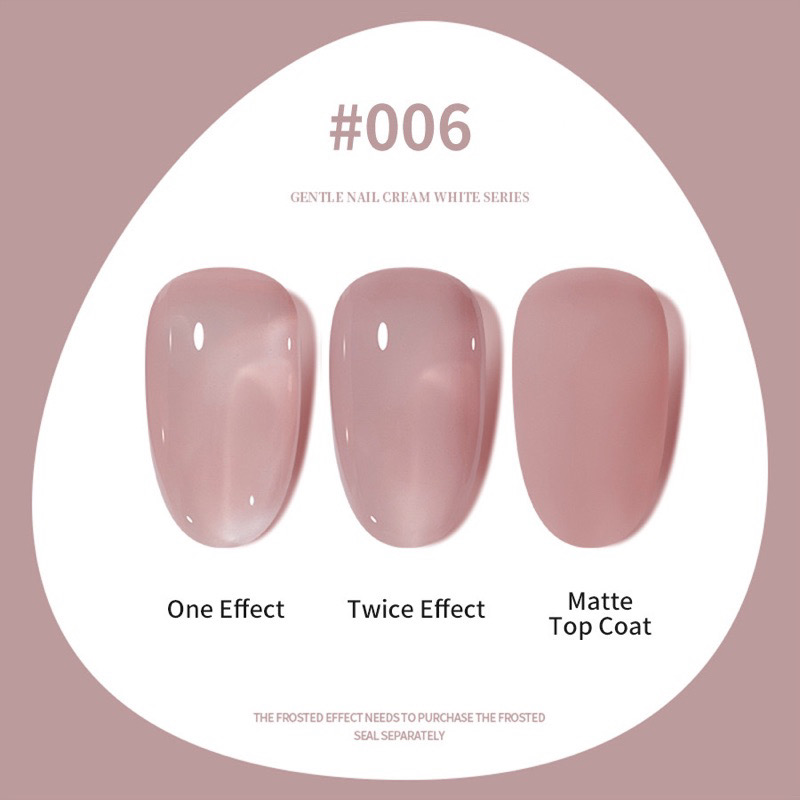 #006
GENTLE NAIL CREAM WHITE SERIES
One Effect
Twice Effect
Matte
Top Coat
THE FROSTED EFFECT NEEDS TO PURCHASE THE FROSTED
SEAL SEPARATELY